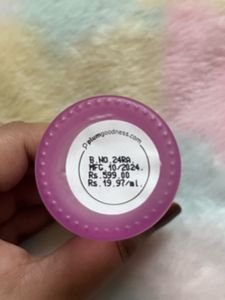 plumgoodness.com
B.NO.24RA
MFG.10/2024.
Rs.599.00
Rs.19.97/ml.